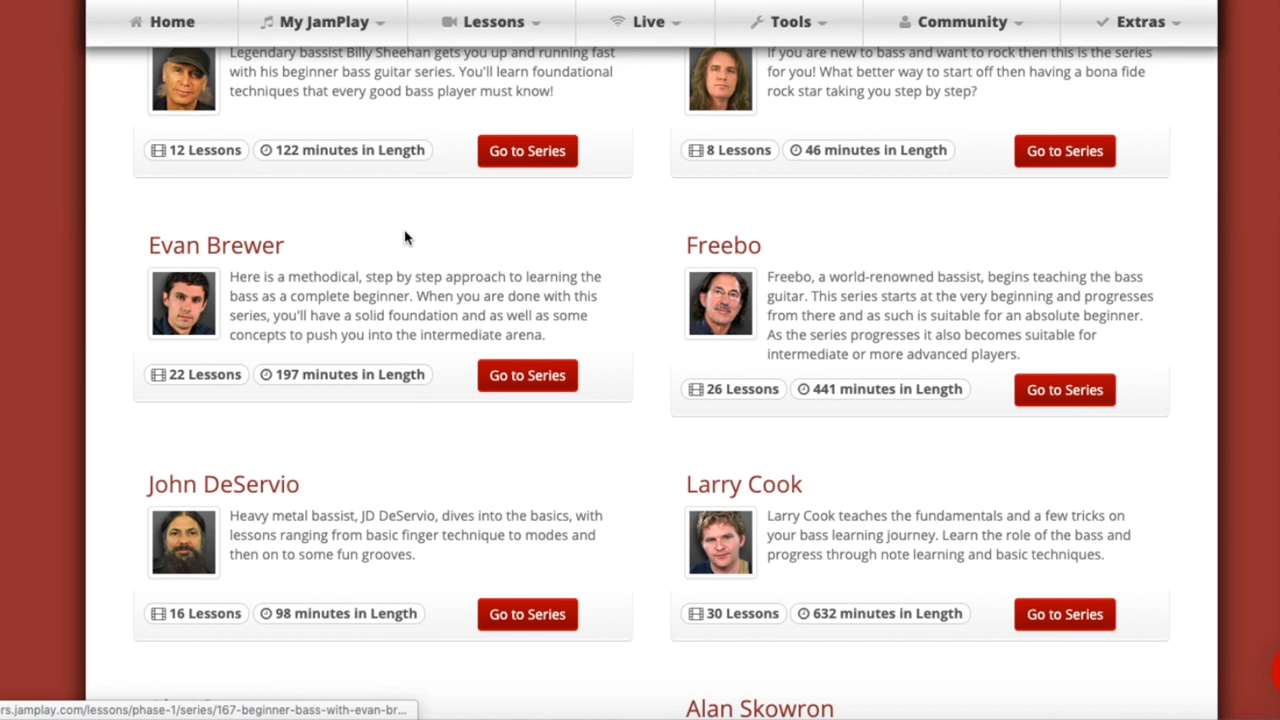 Home
My JamPlay
Lessons
Live
Tools
Community
Extras
Legendary bassist Billy Sheehan gets you up and running fast
with his beginner bass guitar series. You'll learn foundational
techniques that every good bass player must know!
12 Lessons
122 minutes in Length
Go to Series
If you are new to bass and want to rock then this is the series
for you! What better way to start off then having a bona fide
rock star taking you step by step?
8 Lessons
46 minutes in Length
Go to Series
Evan Brewer
Here is a methodical, step by step approach to learning the
bass as a complete beginner. When you are done with this
series, you'll have a solid foundation and as well as some
concepts to push you into the intermediate arena.
22 Lessons
197 minutes in Length
Go to Series
Freebo
Freebo, a world-renowned bassist, begins teaching the bass
guitar. This series starts at the very beginning and progresses
from there and as such is suitable for an absolute beginner.
As the series progresses it also becomes suitable for
intermediate or more advanced players.
26 Lessons
441 minutes in Length
Go to Series
John DeServio
Heavy metal bassist, JD DeServio, dives into the basics, with
lessons ranging from basic finger technique to modes and
then on to some fun grooves.
16 Lessons
98 minutes in Length
Go to Series
Larry Cook
Larry Cook teaches the fundamentals and a few tricks on
your bass learning journey. Learn the role of the bass and
progress through note learning and basic techniques.
30 Lessons
632 minutes in Length
Go to Series
Alan Skowron
rs.jamplay.com/lessons/phase-1/series/167-beginner-bass-with-evan-br...